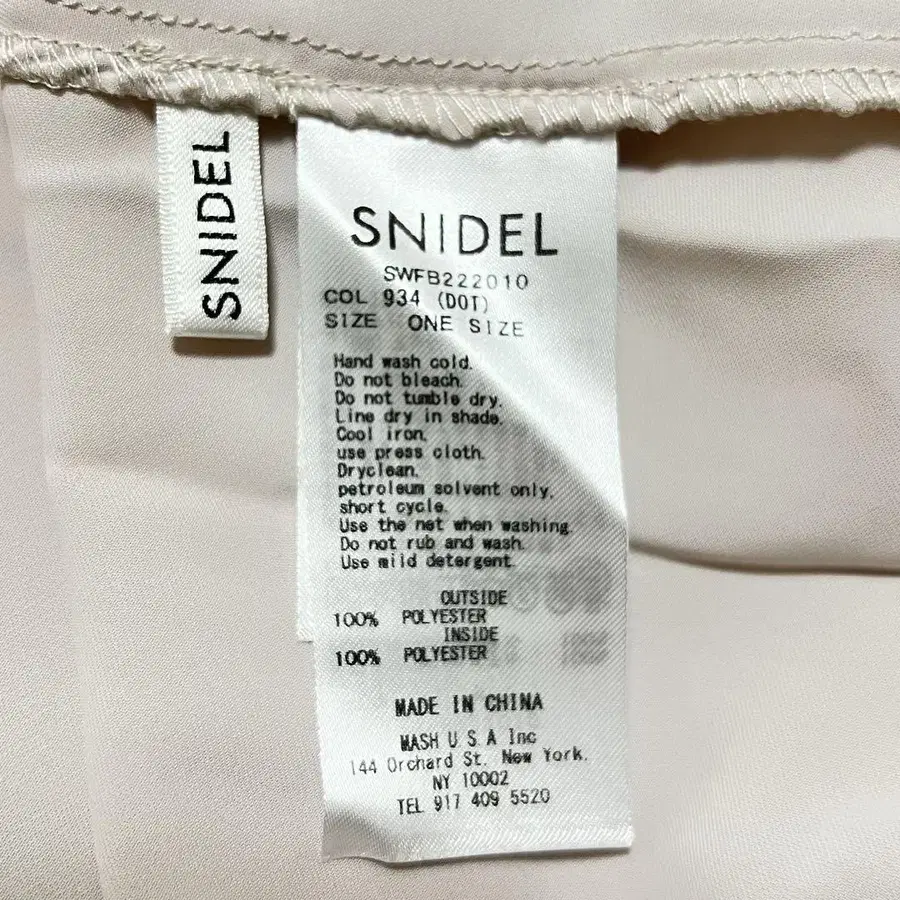 SNIDEL
SNIDEL
SWFB222010
COL 934 (DOT)
SIZE ONE SIZE
Hand wash cold.
Do not bleach.
Do not tumble dry.
Line dry in shade.
Cool iron.
use press cloth.
Dryclean.
petroleum solvent only.
short cycle.
Use the net when washing.
Do not rub and wash.
Use mild detergent.
OUTSIDE
100% POLYESTER
INSIDE
100% POLYESTER
MADE IN CHINA
MASH U.S.A Inc
144 Orchard St. New York,
NY 10002
TEL 917 409 5520